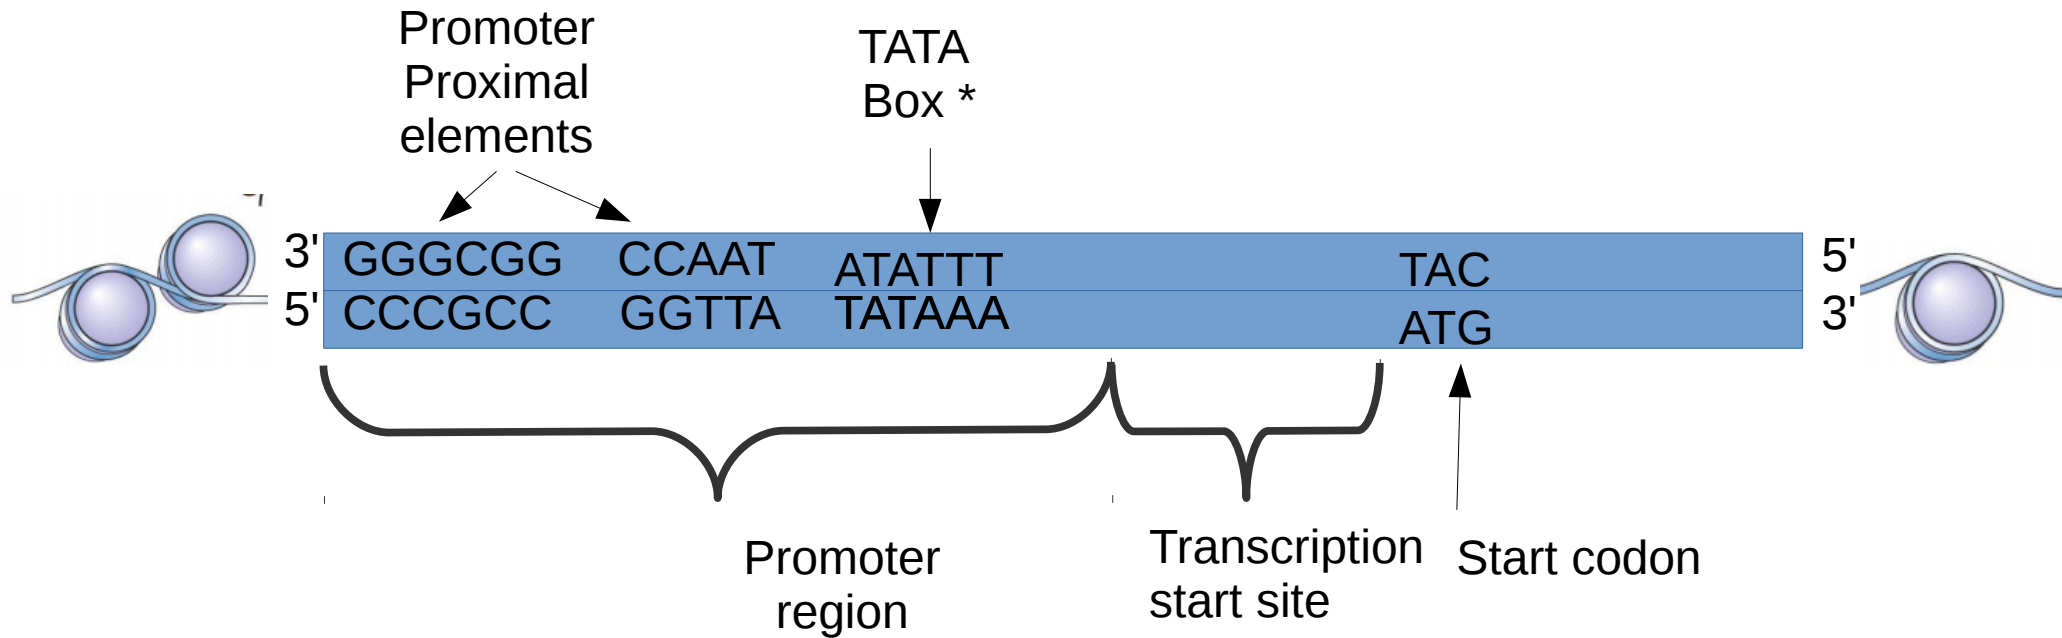 Promoter
Proximal
elements
TATA
Box *
3' GGGCGG CCAAT ATATTT TAC 5'
5' CCCGCC GGTTA TATAAA ATG 3'
Promoter
region
Transcription
start site
Start codon